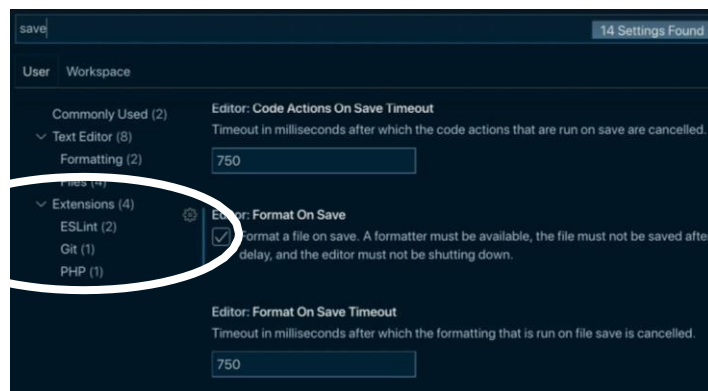 save
14 Settings Found
User Workspace
Commonly Used (2)
Text Editor (8)
Formatting (2)
Files (4)
Extensions (4)
ESLint (2)
Git (1)
PHP (1)
Editor: Code Actions On Save Timeout
Timeout in milliseconds after which the code actions that are run on save are cancelled.
750
Editor: Format On Save
Format a file on save. A formatter must be available, the file must not be saved after
delay, and the editor must not be shutting down.
Editor: Format On Save Timeout
Timeout in milliseconds after which the formatting that is run on file save is cancelled.
750